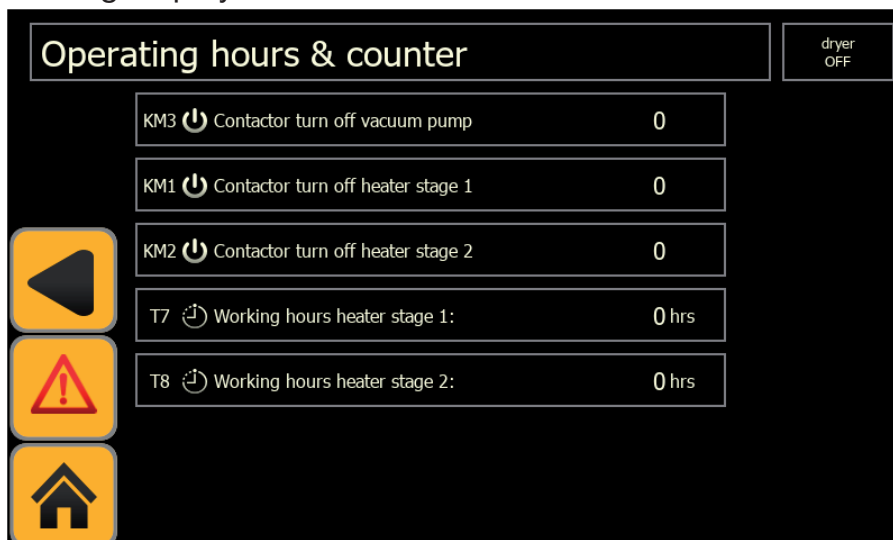 Operating hours & counter
dryer
OFF
KM3 Contactor turn off vacuum pump 0
KM1 Contactor turn off heater stage 1 0
KM2 Contactor turn off heater stage 2 0
T7 Working hours heater stage 1: 0 hrs
T8 Working hours heater stage 2: 0 hrs